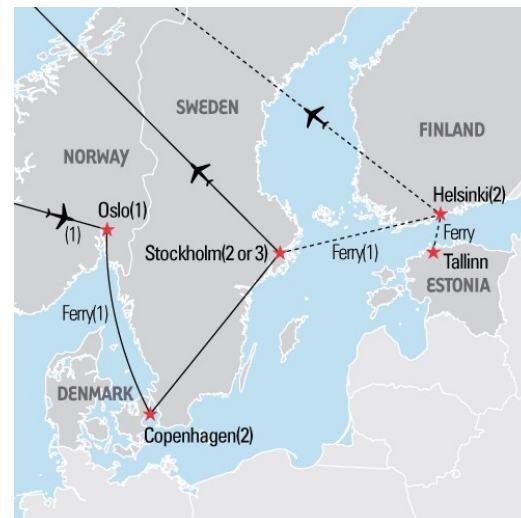 SWEDEN
FINLAND
NORWAY
Oslo(1)
(1)
Helsinki(2)
Stockholm(2 or 3)
Ferry(1)
Ferry
Tallinn
ESTONIA
Ferry(1)
DENMARK
Copenhagen(2)